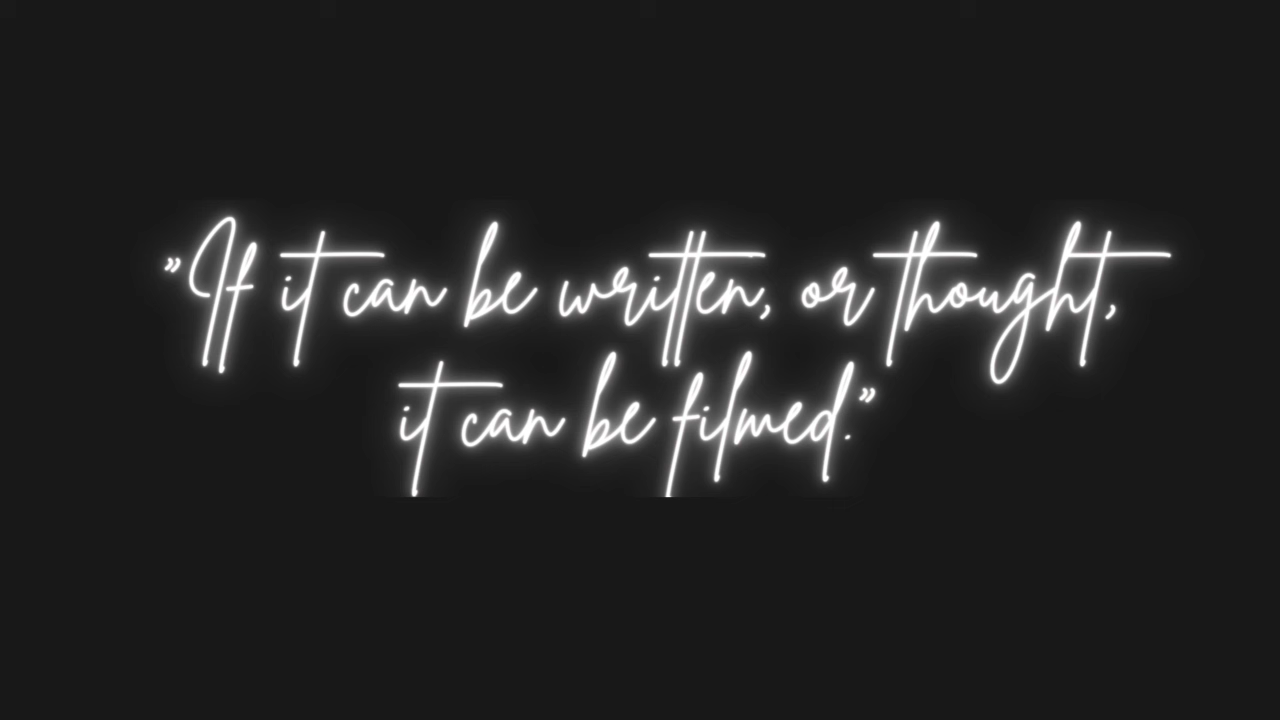 "If it can be written, or thought,
it can be filmed."